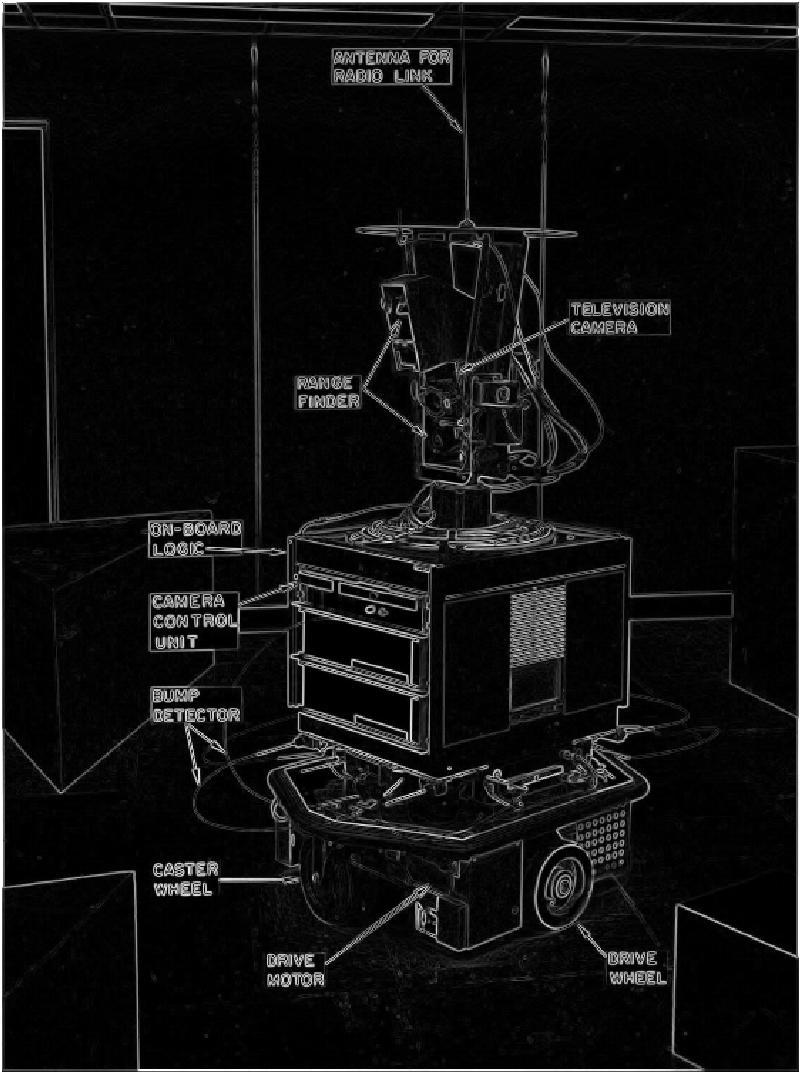 ANTENNA FOR
RADIO LINK
TELEVISION
CAMERA
RANGE
FINDER
ON-BOARD
LOGIC
CAMERA
CONTROL
UNIT
BUMP
DETECTOR
CASTER
WHEEL
DRIVE
MOTOR
DRIVE
WHEEL